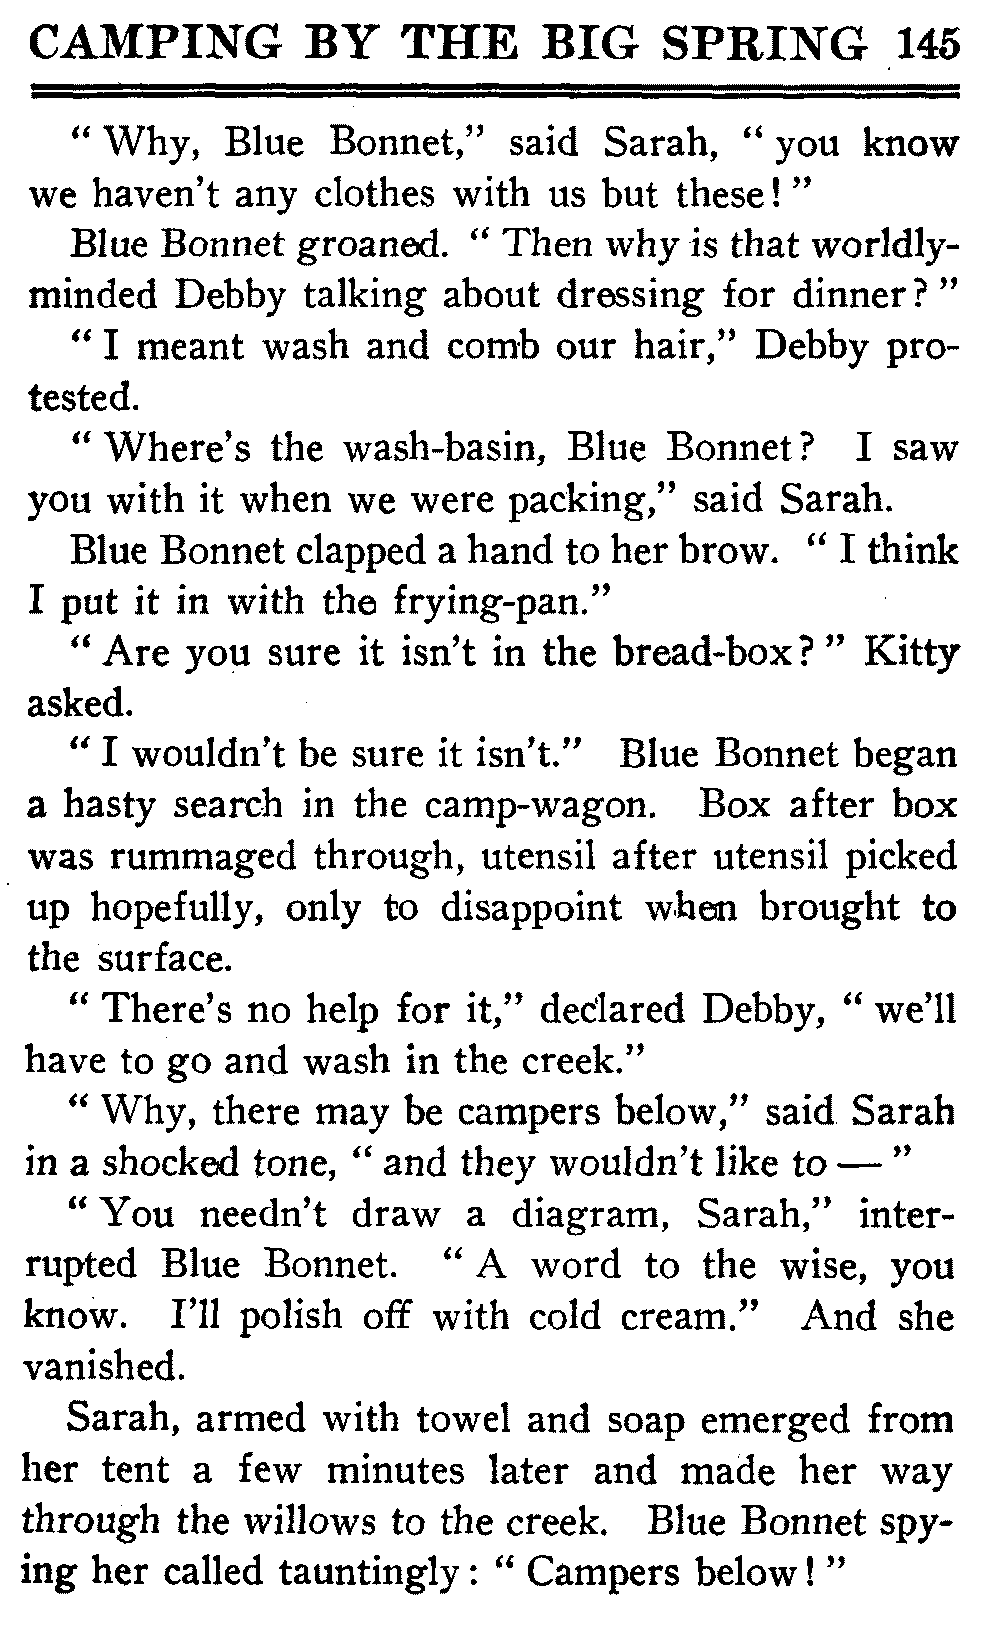 CAMPING BY THE BIG SPRING 145
" Why, Blue Bonnet," said Sarah, " you know
we haven't any clothes with us but these! "
Blue Bonnet groaned. " Then why is that worldly-
minded Debby talking about dressing for dinner? "
" I meant wash and comb our hair," Debby pro-
tested.
" Where's the wash-basin, Blue Bonnet? I saw
you with it when we were packing," said Sarah.
Blue Bonnet clapped a hand to her brow. " I think
I put it in with the frying-pan."
" Are you sure it isn't in the bread-box? " Kitty
asked.
" I wouldn't be sure it isn't." Blue Bonnet began
a hasty search in the camp-wagon. Box after box
was rummaged through, utensil after utensil picked
up hopefully, only to disappoint when brought to
the surface.
" There's no help for it," declared Debby, " we'll
have to go and wash in the creek."
" Why, there may be campers below," said Sarah
in a shocked tone, " and they wouldn't like to — "
" You needn't draw a diagram, Sarah," inter-
rupted Blue Bonnet. " A word to the wise, you
know. I'll polish off with cold cream." And she
vanished.
Sarah, armed with towel and soap emerged from
her tent a few minutes later and made her way
through the willows to the creek. Blue Bonnet spy-
ing her called tauntingly: " Campers below! "